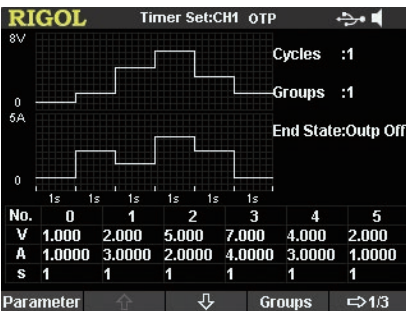 RIGOL Timer Set:CH1 OTP
8V
Cycles :1
0
Groups :1
5A
End State:Outp Off
0
1s 1s 1s 1s 1s 1s
No. 0 1 2 3 4 5
V 1.000 2.000 5.000 7.000 4.000 2.000
A 1.0000 3.0000 2.0000 4.0000 3.0000 1.0000
s 1 1 1 1 1 1
Parameter Groups 1/3